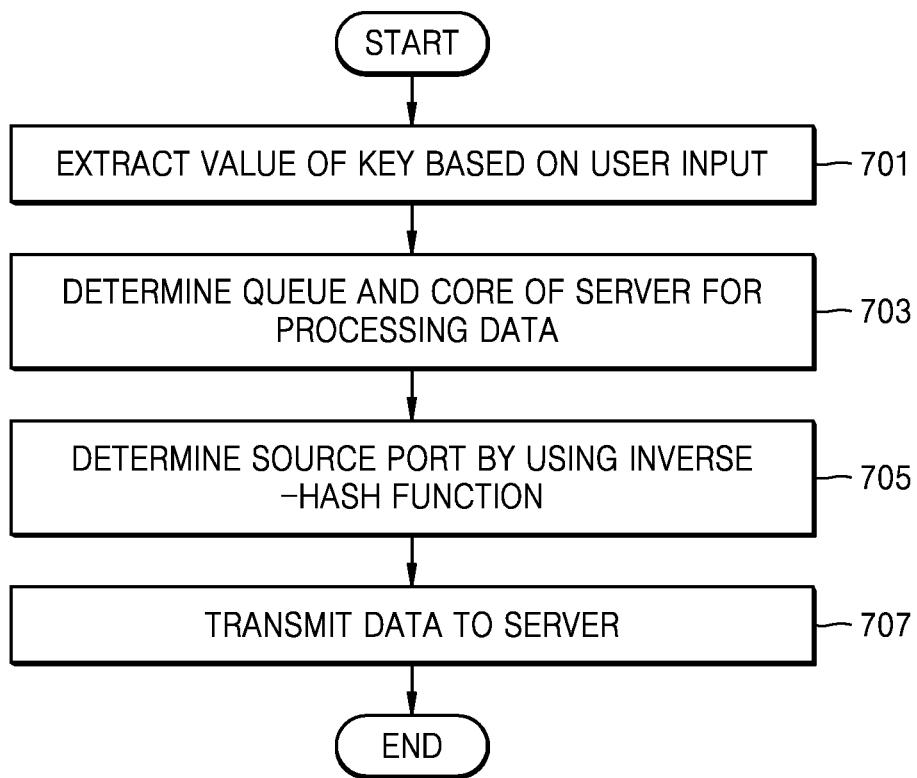 START
EXTRACT VALUE OF KEY BASED ON USER INPUT
701
DETERMINE QUEUE AND CORE OF SERVER FOR
PROCESSING DATA
703
DETERMINE SOURCE PORT BY USING INVERSE
-HASH FUNCTION
705
TRANSMIT DATA TO SERVER
707
END